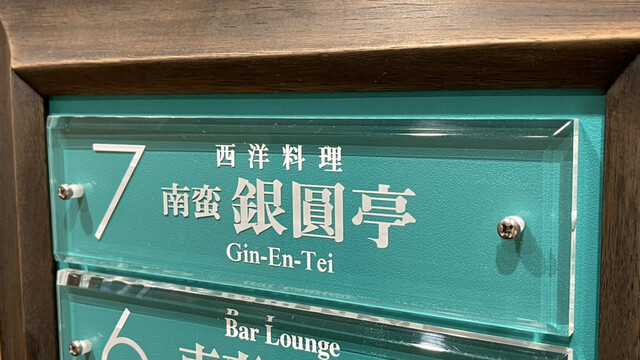 7
西洋料理
南蛮 銀圓亭
Gin-En-Tei
6
Bar Lounge